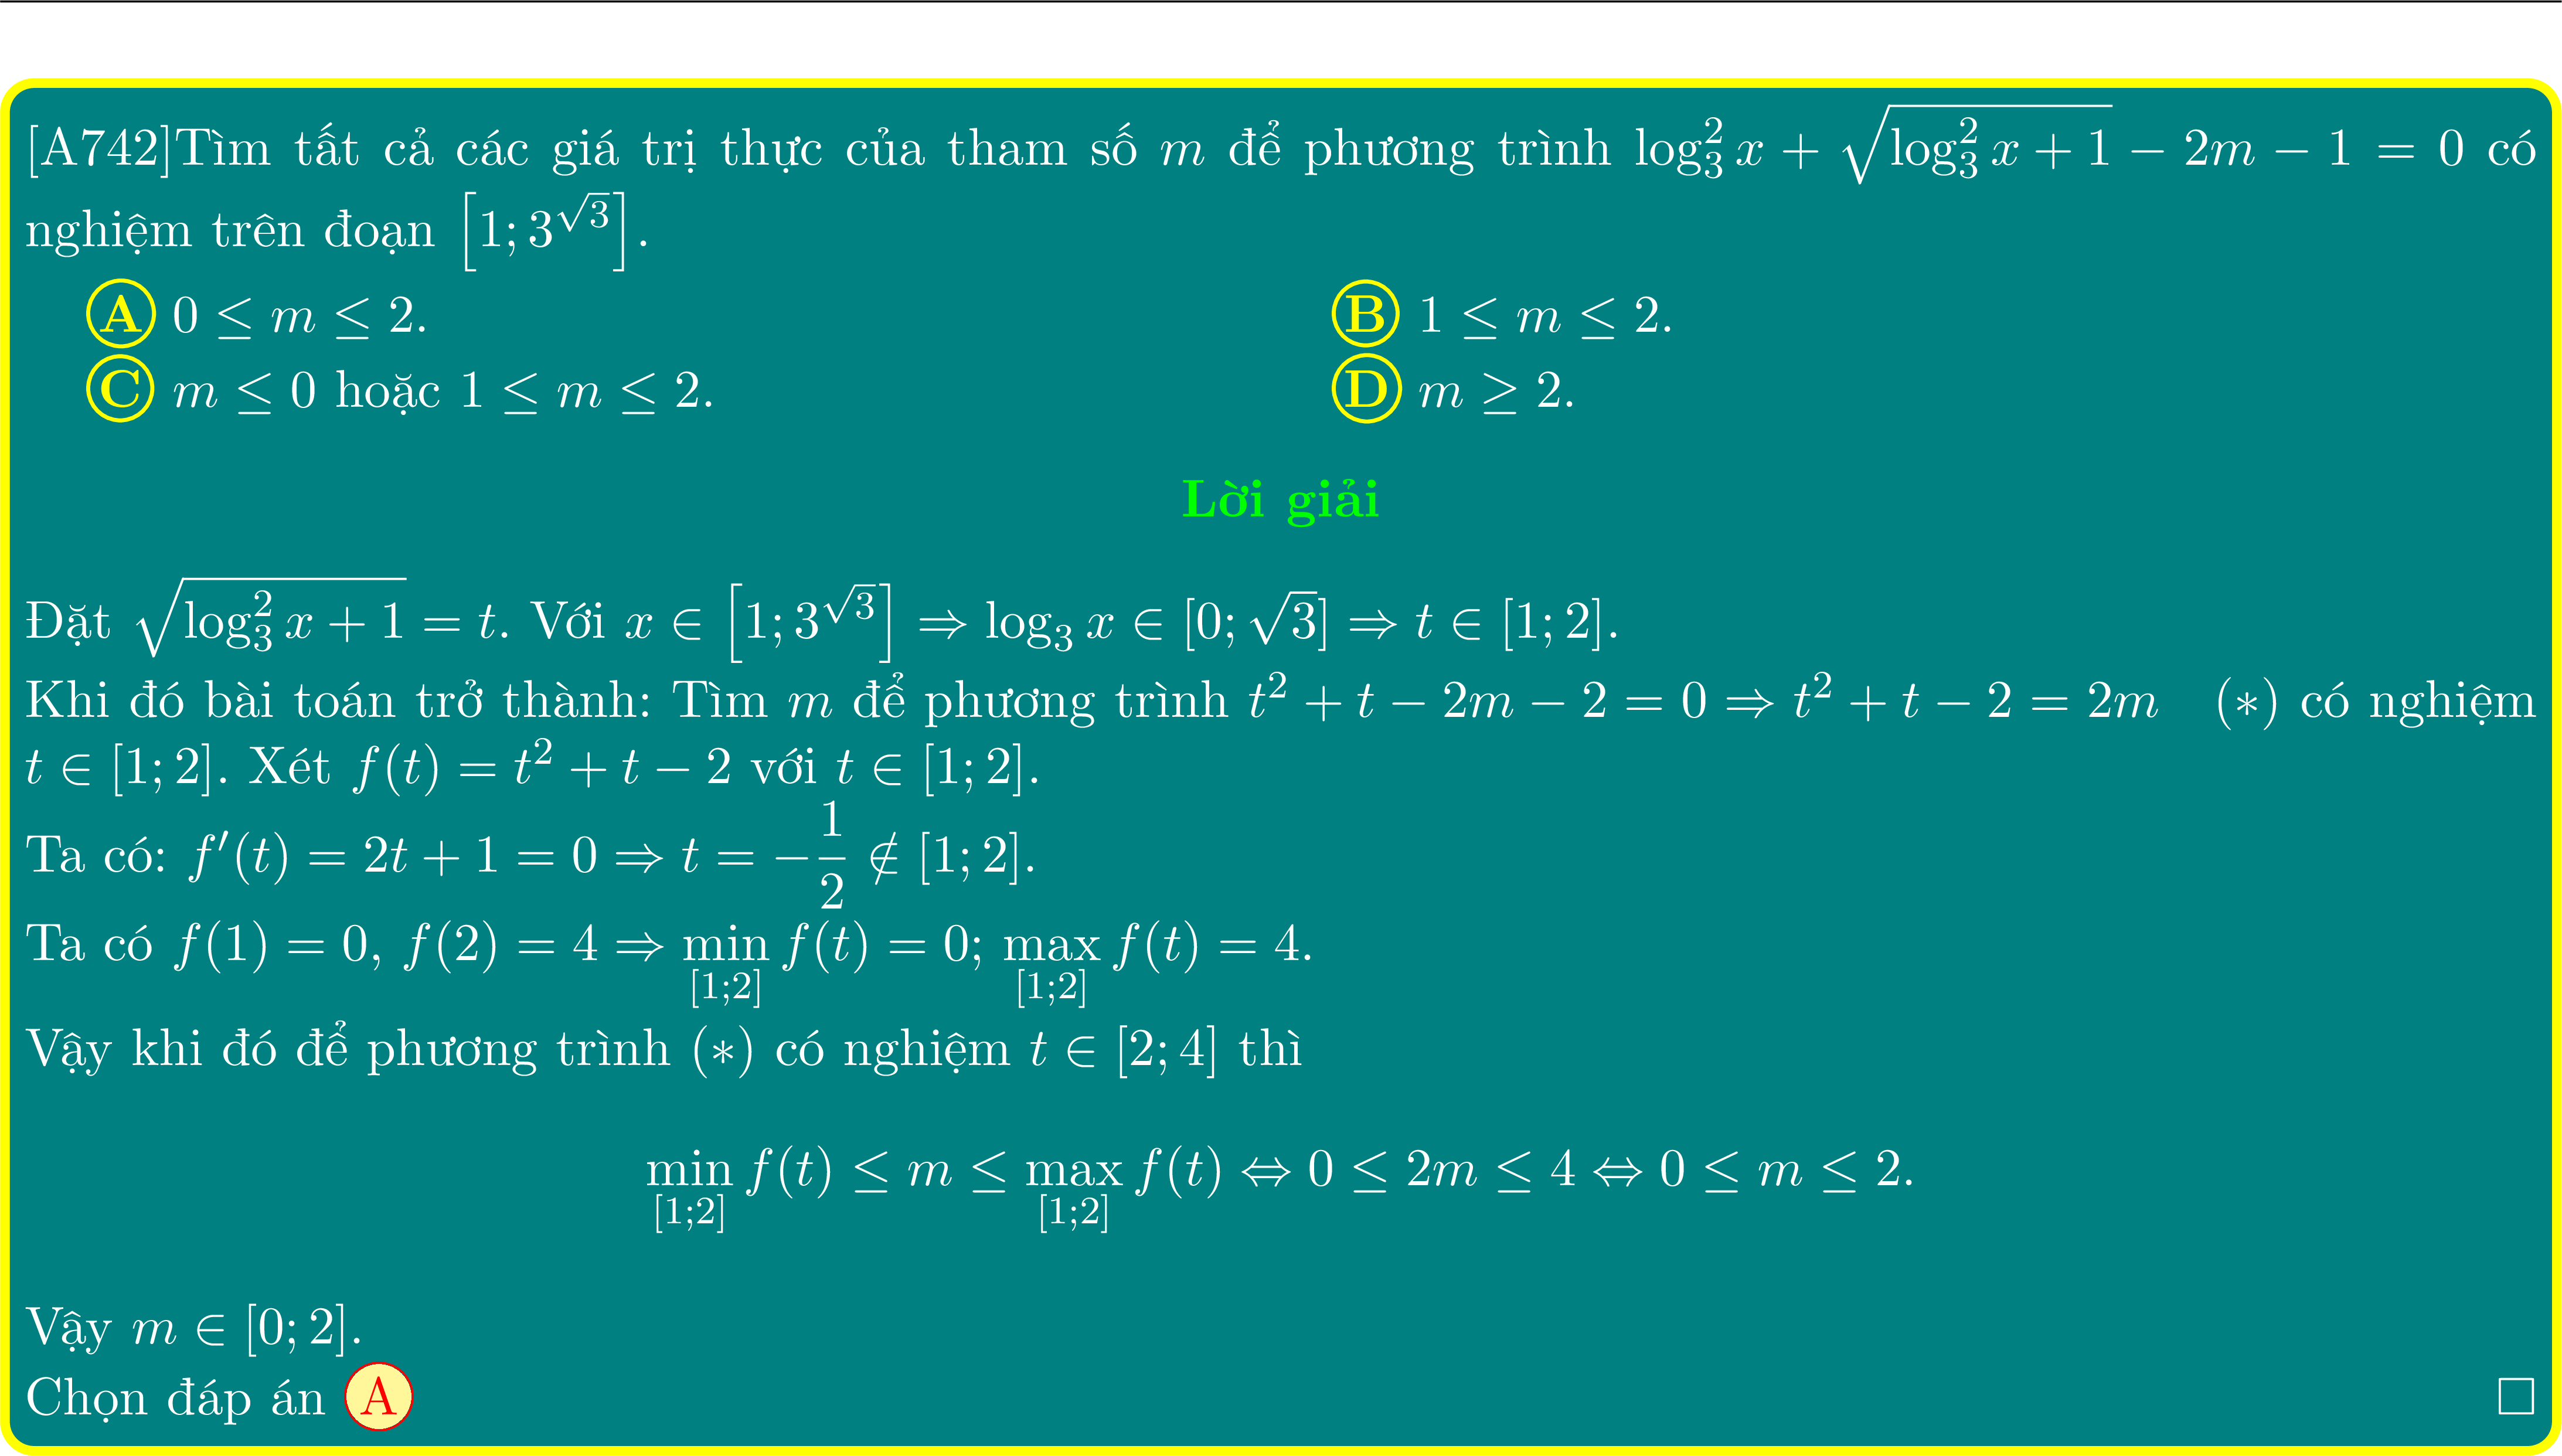 [A742]Tìm tất cả các giá trị thực của tham số $m$ để phương trình $\log_3^2 x + \sqrt{\log_3^2 x + 1} - 2m - 1 = 0$ có
nghiệm trên đoạn $\left[1; 3^{\sqrt{3}}\right]$.
A $0 \leq m \leq 2$. B $1 \leq m \leq 2$.
C $m \leq 0$ hoặc $1 \leq m \leq 2$. D $m \geq 2$.
Lời giải
Đặt $\sqrt{\log_3^2 x + 1} = t$. Với $x \in \left[1; 3^{\sqrt{3}}\right] \Rightarrow \log_3 x \in [0; \sqrt{3}] \Rightarrow t \in [1; 2]$.
Khi đó bài toán trở thành: Tìm $m$ để phương trình $t^2 + t - 2m - 2 = 0 \Rightarrow t^2 + t - 2 = 2m \quad (*)$ có nghiệm
$t \in [1; 2]$. Xét $f(t) = t^2 + t - 2$ với $t \in [1; 2]$.
Ta có: $f'(t) = 2t + 1 = 0 \Rightarrow t = -\dfrac{1}{2} \notin [1; 2]$.
Ta có $f(1) = 0$, $f(2) = 4 \Rightarrow \min\limits_{[1;2]} f(t) = 0$; $\max\limits_{[1;2]} f(t) = 4$.
Vậy khi đó để phương trình $(*)$ có nghiệm $t \in [2; 4]$ thì
$\min\limits_{[1;2]} f(t) \leq m \leq \max\limits_{[1;2]} f(t) \Leftrightarrow 0 \leq 2m \leq 4 \Leftrightarrow 0 \leq m \leq 2.$
Vậy $m \in [0; 2]$.
Chọn đáp án A □